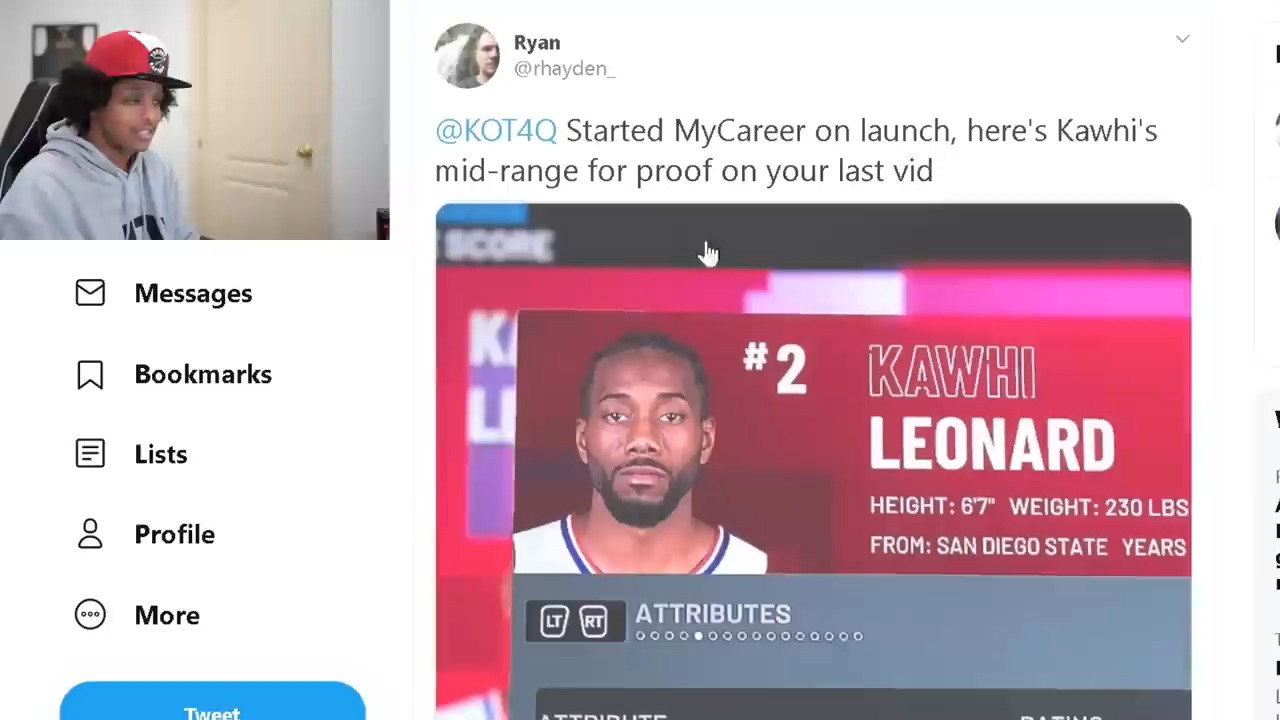 Ryan
@rhayden_
@KOT4Q Started MyCareer on launch, here's Kawhi's
mid-range for proof on your last vid
SCORE
#2 KAWHI
LEONARD
HEIGHT: 6'7" WEIGHT: 230 LBS
FROM: SAN DIEGO STATE YEARS
LT RT ATTRIBUTES
ATTRIBUTE RATING
Messages
Bookmarks
Lists
Profile
More
Tweet